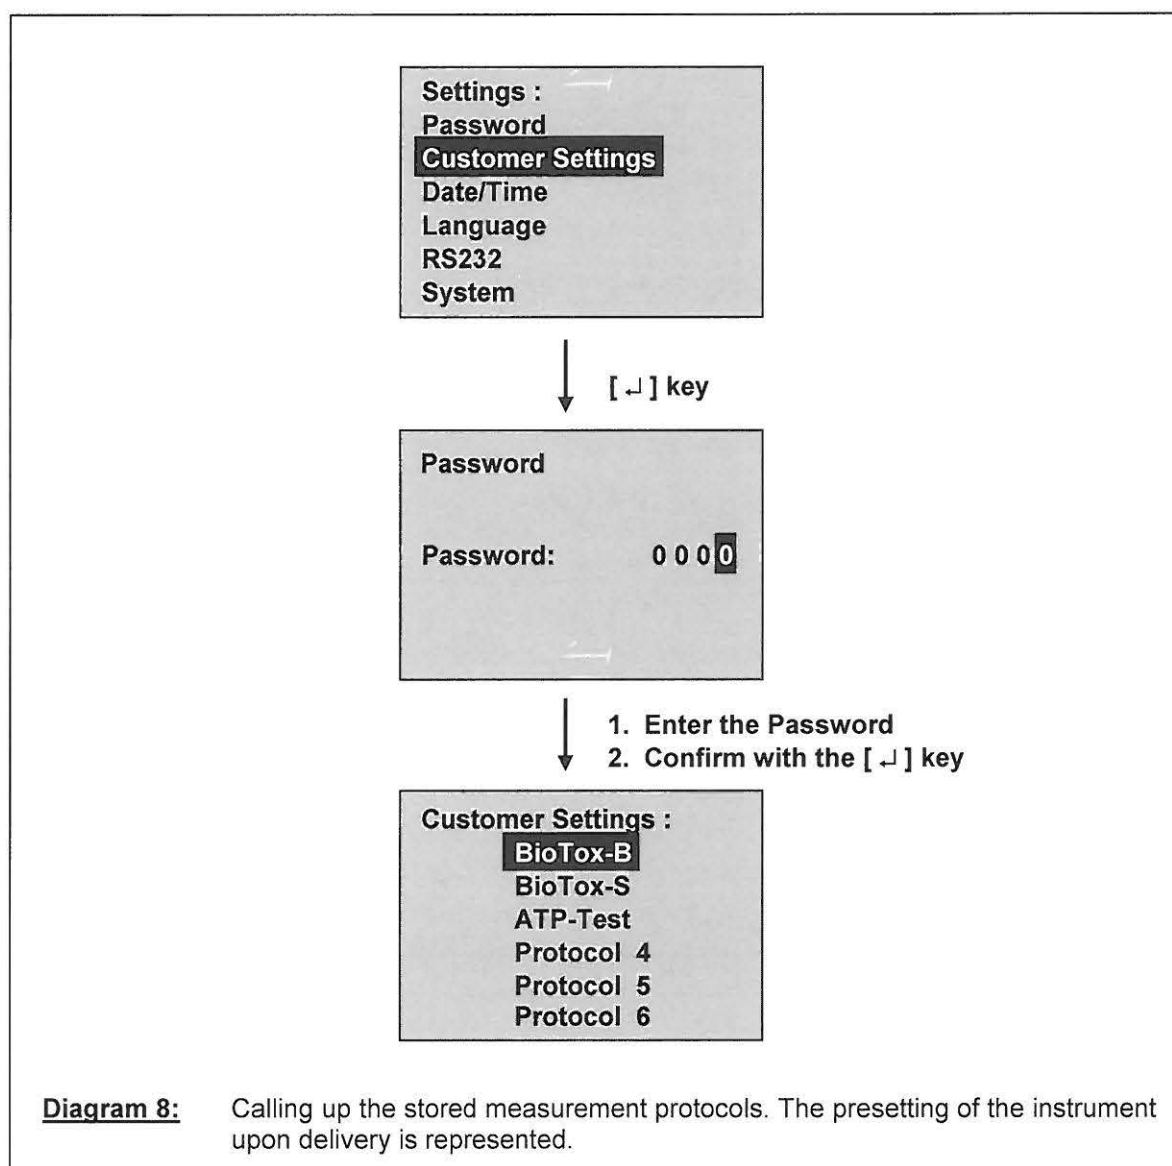 Settings :
Password
Customer Settings
Date/Time
Language
RS232
System
[ ↵ ] key
Password
Password: 0 0 0 0
1. Enter the Password
2. Confirm with the [ ↵ ] key
Customer Settings :
BioTox-B
BioTox-S
ATP-Test
Protocol 4
Protocol 5
Protocol 6
Diagram 8: Calling up the stored measurement protocols. The presetting of the instrument
upon delivery is represented.